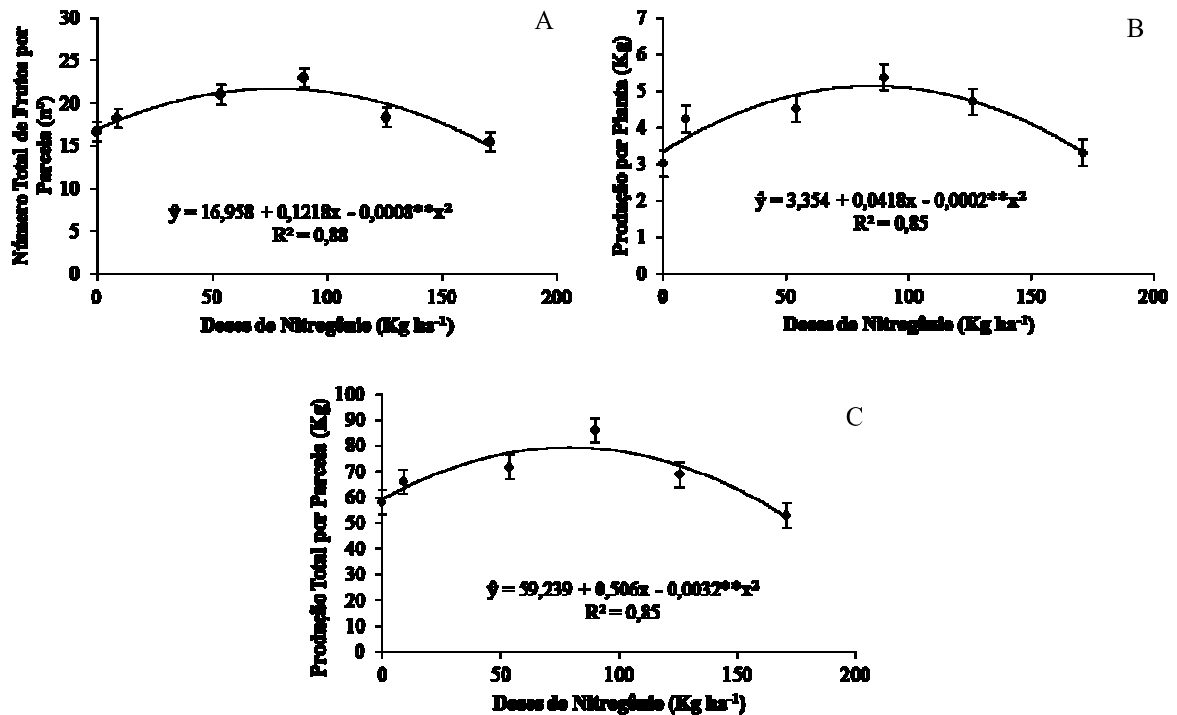 A
30
25
20
15
10
5
0
Número Total de Frutos por
Parcela (nº)
ŷ = 16,958 + 0,1218x - 0,0008**x²
R² = 0,88
0 50 100 150 200
Doses de Nitrogênio (Kg ha⁻¹)
B
7
6
5
4
3
2
1
0
Produção por Planta (Kg)
ŷ = 3,354 + 0,0418x - 0,0002**x²
R² = 0,85
0 50 100 150 200
Doses de Nitrogênio (Kg ha⁻¹)
C
100
90
80
70
60
50
40
30
20
10
0
Produção Total por Parcela (Kg)
ŷ = 59,239 + 0,506x - 0,0032**x²
R² = 0,85
0 50 100 150 200
Doses de Nitrogênio (Kg ha⁻¹)